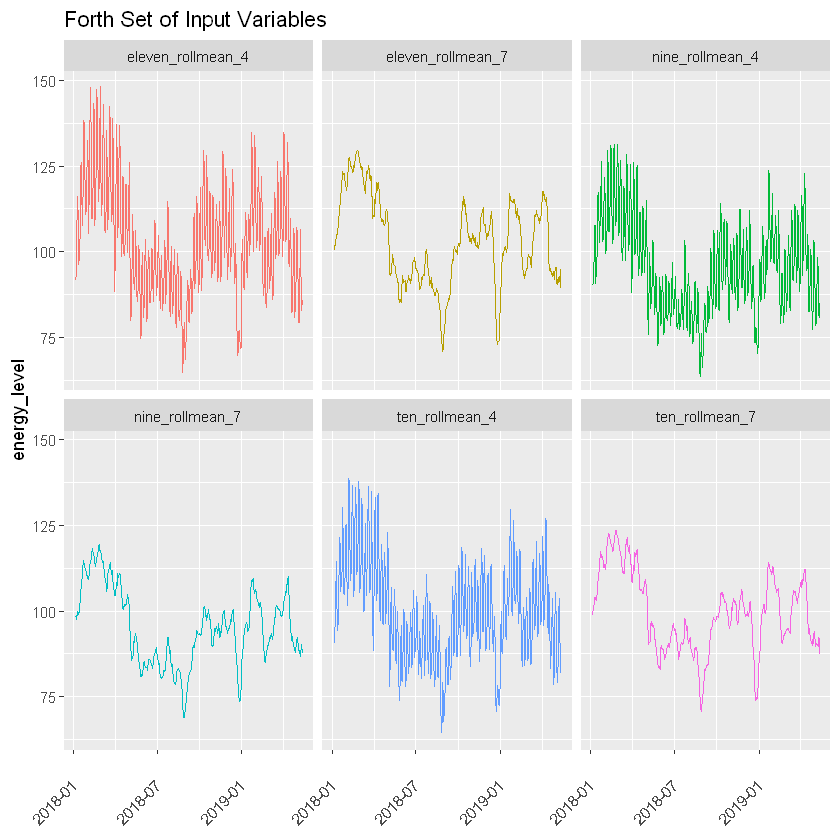 Forth Set of Input Variables
eleven_rollmean_4
eleven_rollmean_7
nine_rollmean_4
150
125
100
75
energy_level
nine_rollmean_7
ten_rollmean_4
ten_rollmean_7
150
125
100
75
2018-01
2018-07
2019-01
2018-01
2018-07
2019-01
2018-01
2018-07
2019-01